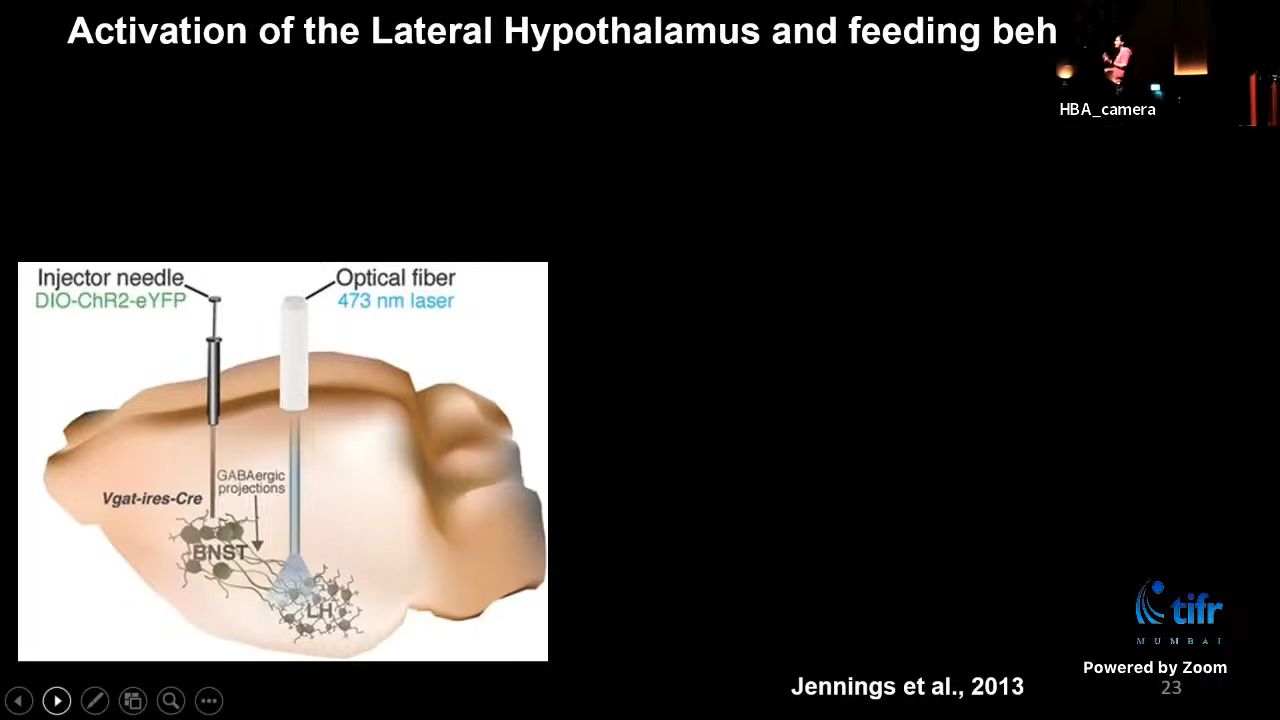 Activation of the Lateral Hypothalamus and feeding beh
HBA_camera
Injector needle
DIO-ChR2-eYFP
Optical fiber
473 nm laser
GABAergic
projections
Vgat-ires-Cre
BNST
LH
tifr
MUMBAI
Powered by Zoom
Jennings et al., 2013
23